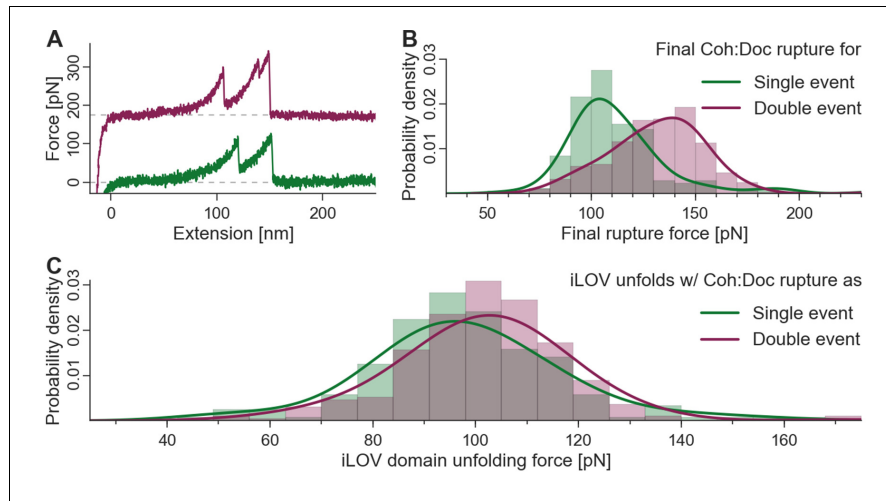 A
Force [pN]
300
200
100
0
0
100
200
Extension [nm]
B
Final Coh:Doc rupture for
Single event
Double event
Probability density
0.03
0.02
0.01
50
100
150
200
Final rupture force [pN]
C
iLOV unfolds w/ Coh:Doc rupture as
Single event
Double event
Probability density
0.03
0.02
0.01
40
60
80
100
120
140
160
iLOV domain unfolding force [pN]